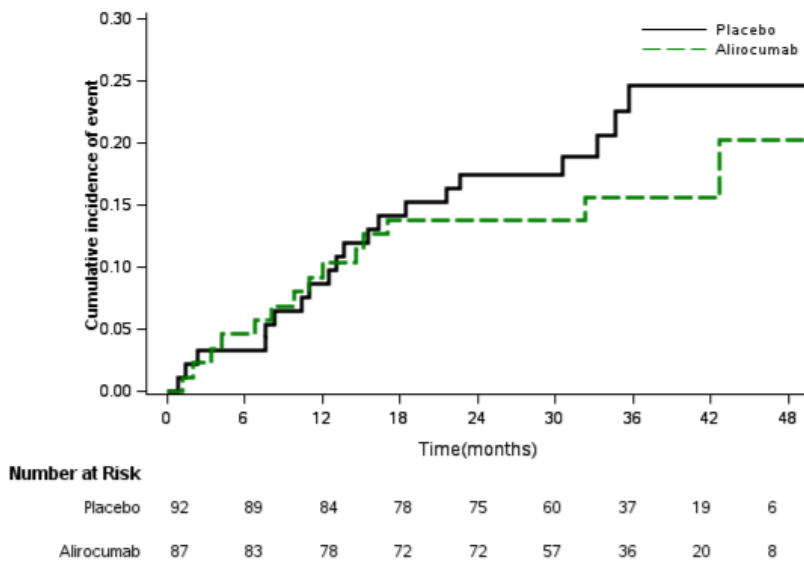 0.30
Placebo
Alirocumab
0.25
0.20
0.15
0.10
0.05
0.00
Cumulative incidence of event
0 6 12 18 24 30 36 42 48
Time(months)
Number at Risk
Placebo 92 89 84 78 75 60 37 19 6
Alirocumab 87 83 78 72 72 57 36 20 8